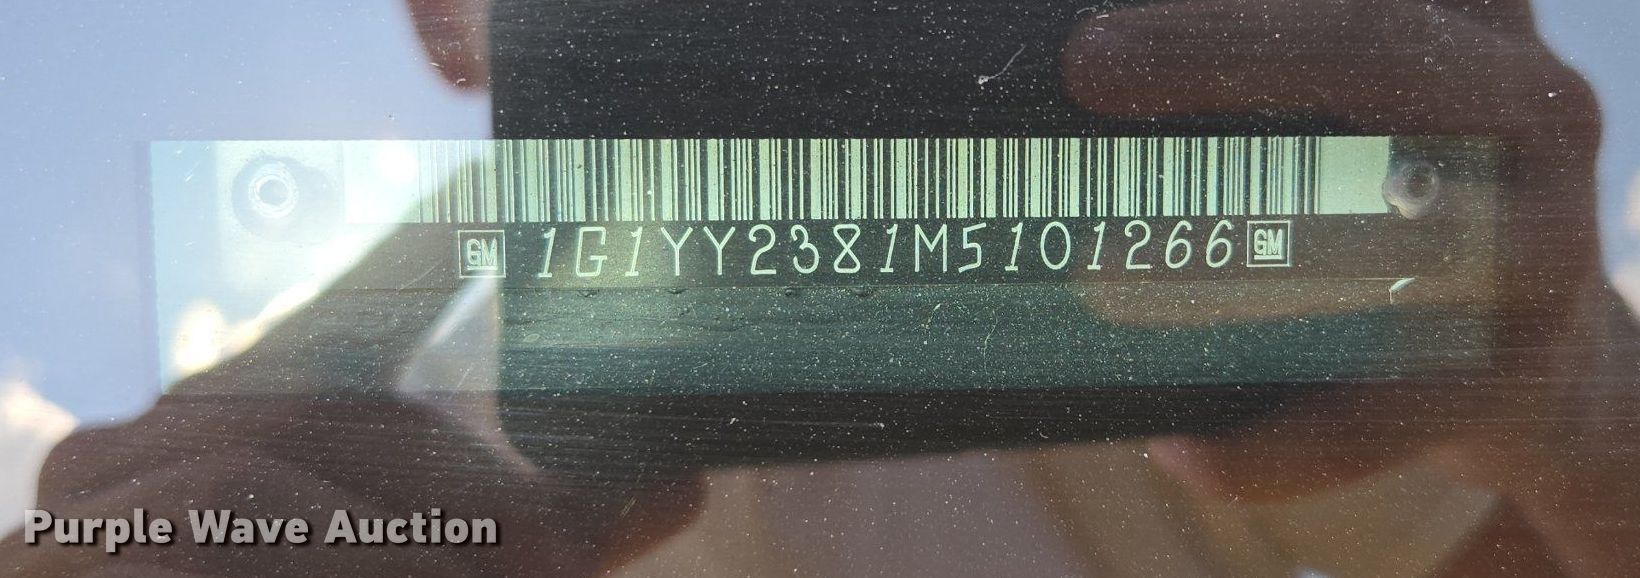 GM 1G1YY2381M5101266 GM
Purple Wave Auction